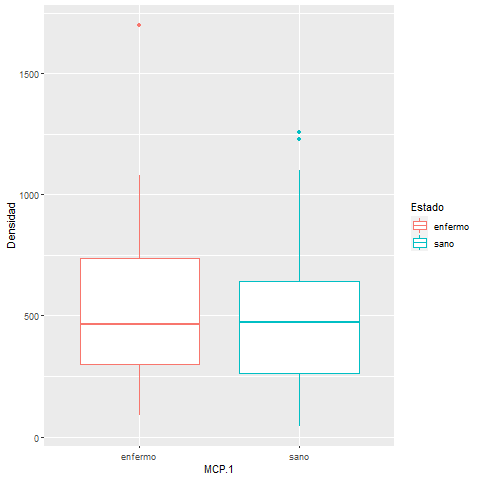 1500
1000
500
0
Densidad
enfermo
sano
MCP.1
Estado
enfermo
sano